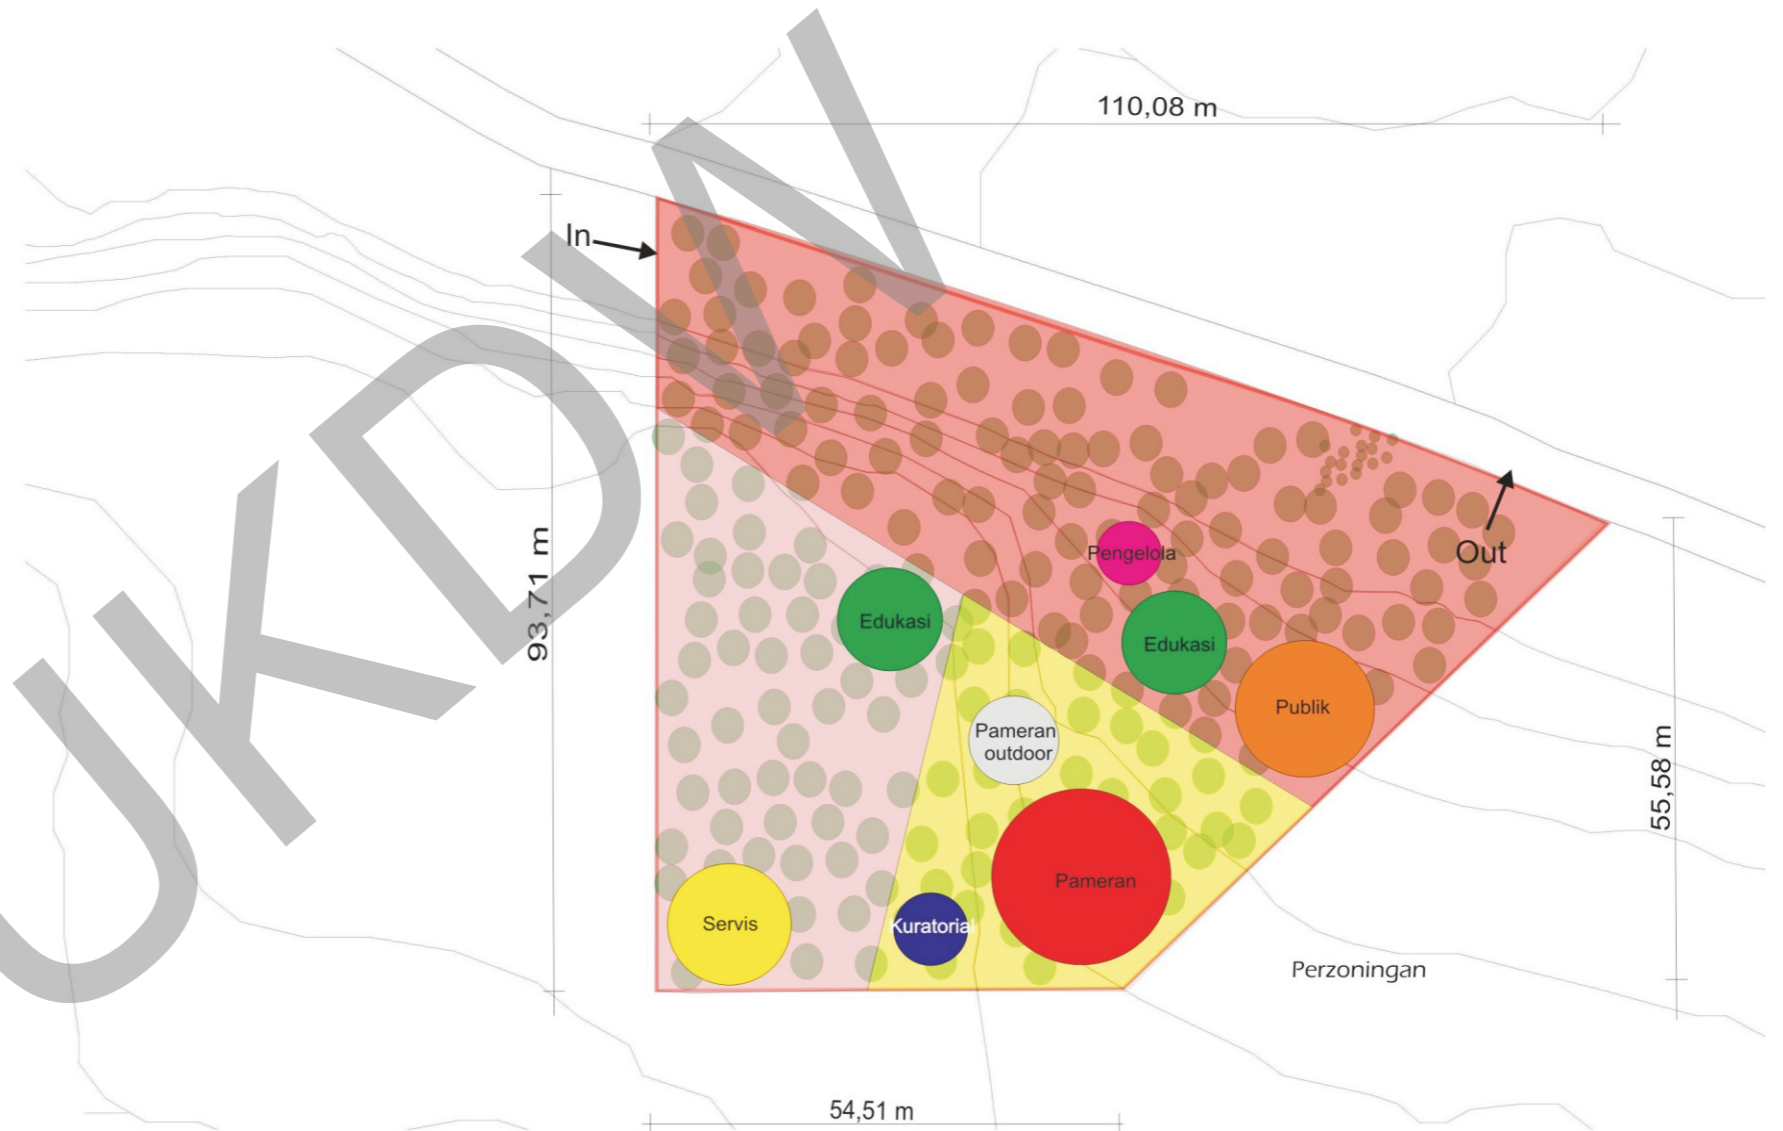 110,08 m
In
93,71 m
Out
Pengelola
Edukasi
Edukasi
Publik
Pameran
outdoor
55,58 m
Pameran
Servis
Kuratorial
Perzoningan
54,51 m
UKDW